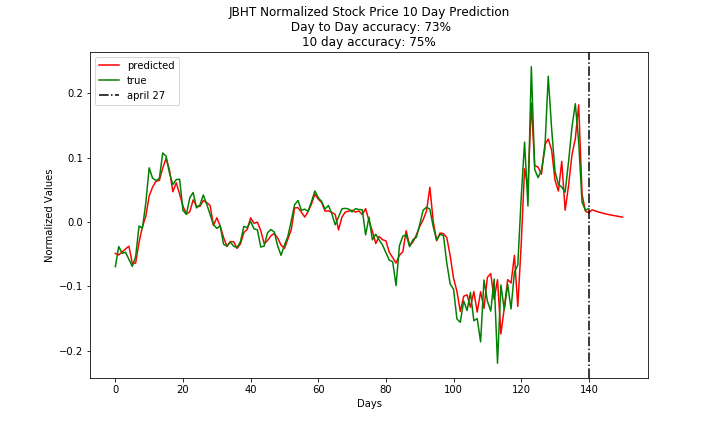 JBHT Normalized Stock Price 10 Day Prediction
Day to Day accuracy: 73%
10 day accuracy: 75%
predicted
true
april 27
Normalized Values
0.2
0.1
0.0
−0.1
−0.2
0 20 40 60 80 100 120 140
Days